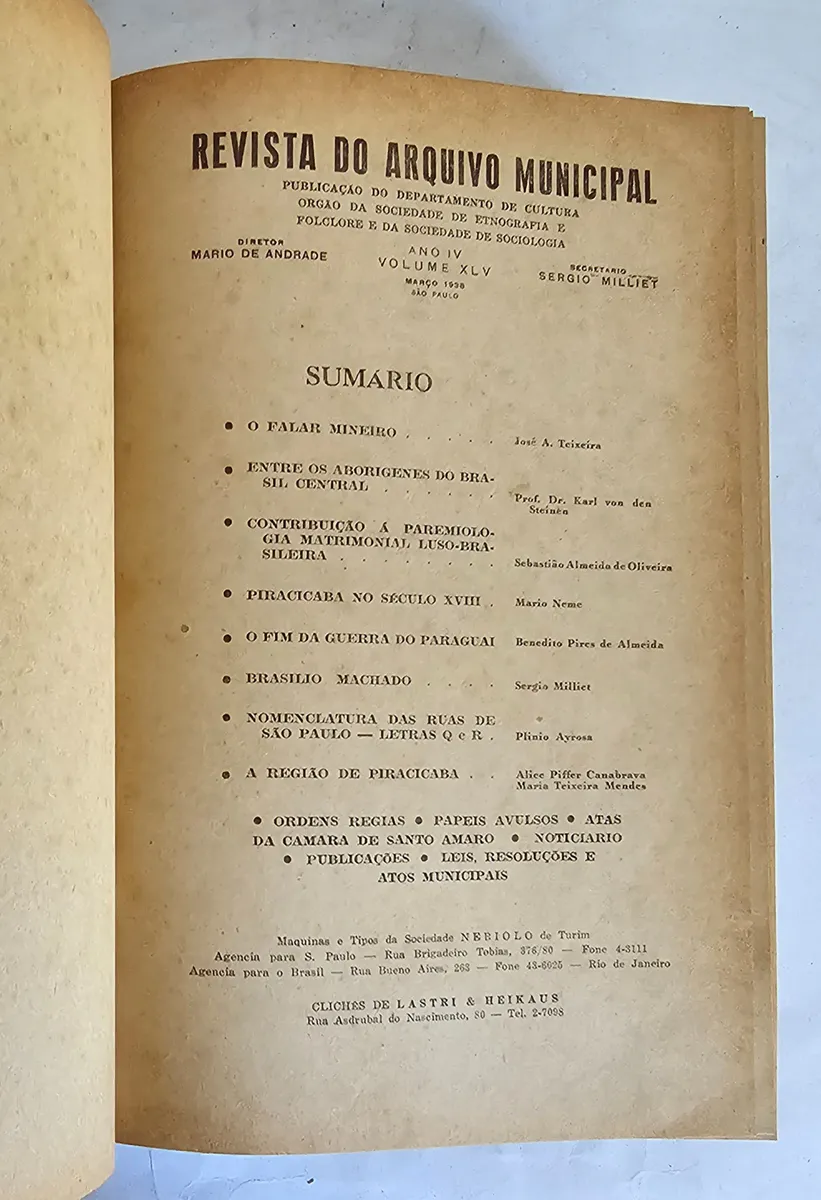 REVISTA DO ARQUIVO MUNICIPAL
PUBLICAÇÃO DO DEPARTAMENTO DE CULTURA
ORGÃO DA SOCIEDADE DE ETNOGRAFIA E
FOLCLORE E DA SOCIEDADE DE SOCIOLOGIA
DIRETOR
MARIO DE ANDRADE
ANO IV
VOLUME XLV
MARÇO 1938
SÃO PAULO
SECRETARIO
SERGIO MILLIET
SUMÁRIO
● O FALAR MINEIRO . . . . . José A. Teixeira
● ENTRE OS ABORIGENES DO BRA-
SIL CENTRAL . . . . . . Prof. Dr. Karl von den
Steinen
● CONTRIBUIÇÃO Á PAREMIOLO-
GIA MATRIMONIAL LUSO-BRA-
SILEIRA . . . . . . . . Sebastião Almeida de Oliveira
● PIRACICABA NO SÉCULO XVIII . Mario Neme
● O FIM DA GUERRA DO PARAGUAI Benedito Pires de Almeida
● BRASILIO MACHADO . . . . Sergio Milliet
● NOMENCLATURA DAS RUAS DE
SÃO PAULO — LETRAS Q e R . Plinio Ayrosa
● A REGIÃO DE PIRACICABA . . Alice Piffer Canabrava
Maria Teixeira Mendes
● ORDENS REGIAS ● PAPEIS AVULSOS ● ATAS
DA CAMARA DE SANTO AMARO ● NOTICIARIO
● PUBLICAÇÕES ● LEIS, RESOLUÇÕES E
ATOS MUNICIPAIS
Maquinas e Tipos da Sociedade NEBIOLO de Turim
Agencia para S. Paulo — Rua Brigadeiro Tobias, 376/80 — Fone 4-3111
Agencia para o Brasil — Rua Bueno Aires, 263 — Fone 43-6025 — Rio de Janeiro
CLICHÉS DE LASTRI & HEIKAUS
Rua Asdrubal do Nascimento, 80 — Tel. 2-7098